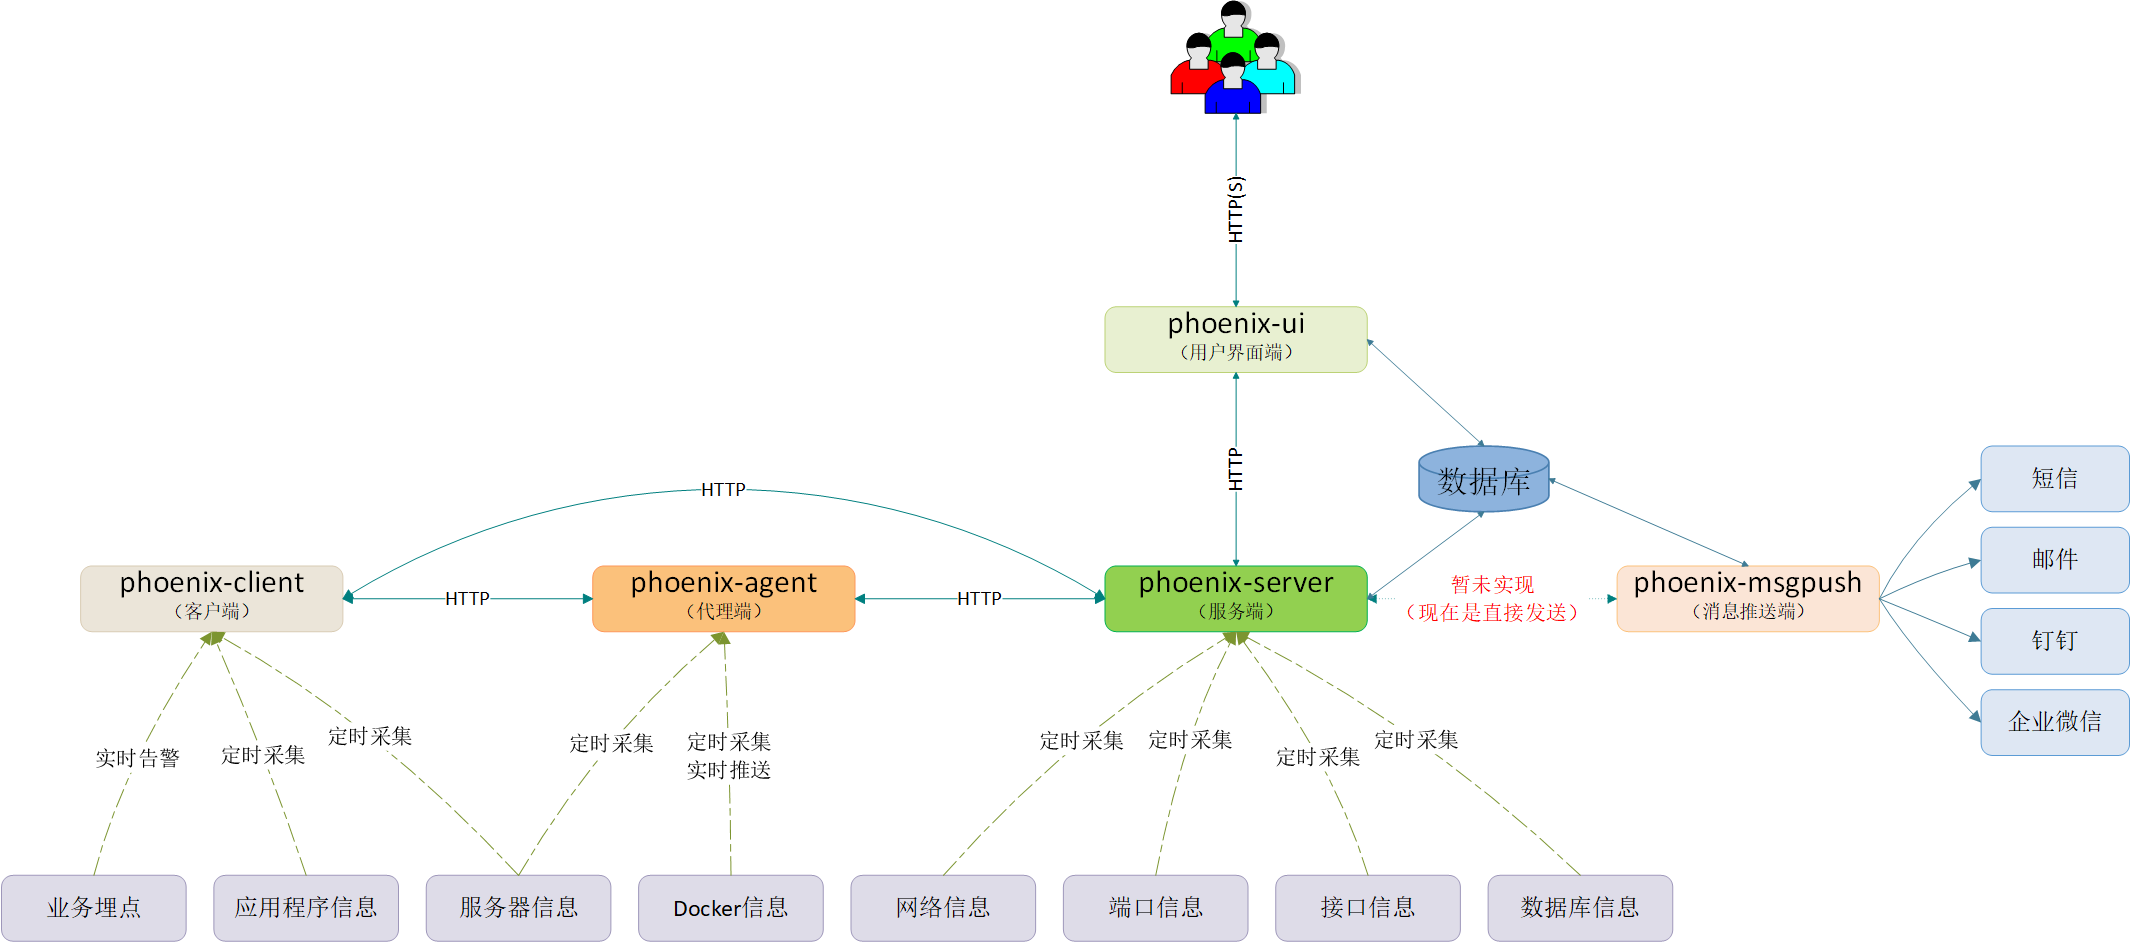 HTTP(S)
phoenix-ui
（用户界面端）
HTTP
数据库
HTTP
phoenix-client
（客户端）
HTTP
phoenix-agent
（代理端）
HTTP
phoenix-server
（服务端）
暂未实现
（现在是直接发送）
phoenix-msgpush
（消息推送端）
短信
邮件
钉钉
企业微信
实时告警
定时采集
定时采集
定时采集
定时采集
实时推送
定时采集
定时采集
定时采集
定时采集
业务埋点
应用程序信息
服务器信息
Docker信息
网络信息
端口信息
接口信息
数据库信息